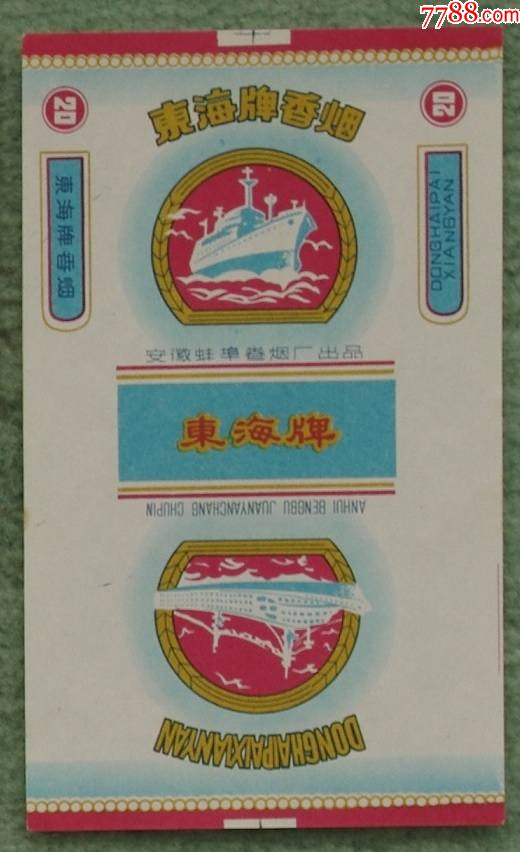 7788.com
東海牌香烟
20
20
東海牌香烟
DONGHAIPAI
XIANGYAN
安徽蚌埠卷烟厂出品
東海牌
ANHUI BENGBU JUANYANCHANG CHUPIN
DONGHAIPAIXIANYAN